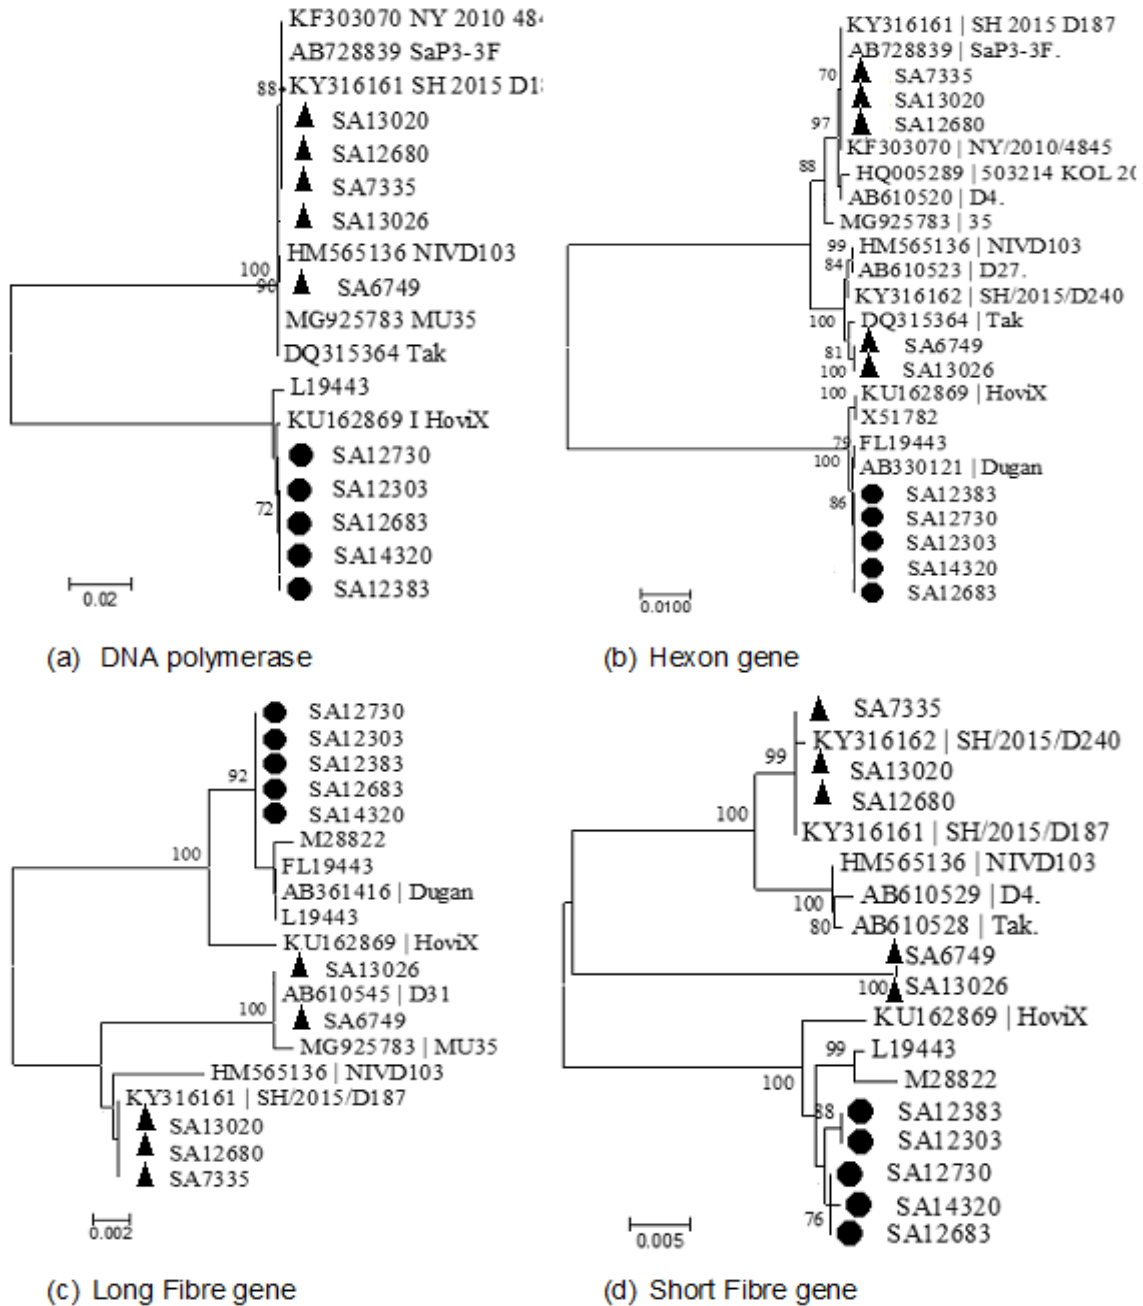 KF303070 NY 2010 484
AB728839 SaP3-3F
88 KY316161 SH 2015 D18
SA13020
SA12680
SA7335
SA13026
HM565136 NIVD103
100
90 SA6749
MG925783 MU35
DQ315364 Tak
L19443
KU162869 I HoviX
SA12730
SA12303
72 SA12683
SA14320
SA12383
0.02
(a) DNA polymerase
KY316161 | SH 2015 D187
AB728839 | SaP3-3F.
70 SA7335
SA13020
97 SA12680
KF303070 | NY/2010/4845
88 HQ005289 | 503214 KOL 20
AB610520 | D4.
MG925783 | 35
99 HM565136 | NIVD103
84 AB610523 | D27.
KY316162 | SH/2015/D240
100 DQ315364 | Tak
81 SA6749
100 SA13026
100 KU162869 | HoviX
X51782
79 FL19443
100 AB330121 | Dugan
86 SA12383
SA12730
SA12303
SA14320
SA12683
0.0100
(b) Hexon gene
SA12730
SA12303
92 SA12383
SA12683
SA14320
M28822
100 FL19443
AB361416 | Dugan
L19443
KU162869 | HoviX
SA13026
AB610545 | D31
100 SA6749
MG925783 | MU35
HM565136 | NIVD103
KY316161 | SH/2015/D187
SA13020
SA12680
SA7335
0.002
(c) Long Fibre gene
SA7335
KY316162 | SH/2015/D240
99 SA13020
SA12680
100 KY316161 | SH/2015/D187
HM565136 | NIVD103
100 AB610529 | D4.
80 AB610528 | Tak.
SA6749
100 SA13026
KU162869 | HoviX
99 L19443
100 M28822
88 SA12383
SA12303
SA12730
SA14320
76 SA12683
0.005
(d) Short Fibre gene